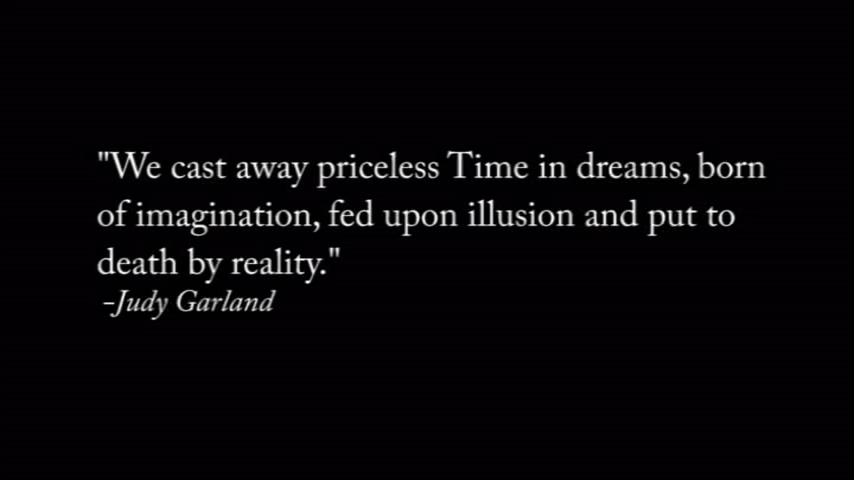 "We cast away priceless Time in dreams, born
of imagination, fed upon illusion and put to
death by reality."
-Judy Garland